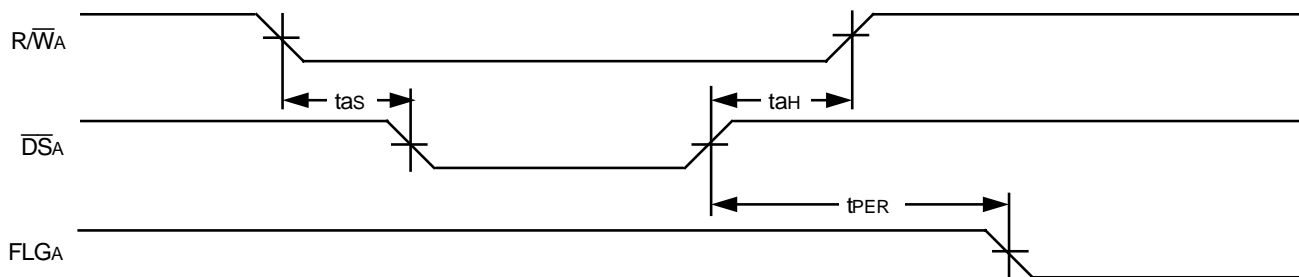 R/W̅A
taS
taH
D̅S̅A
tPER
FLGA